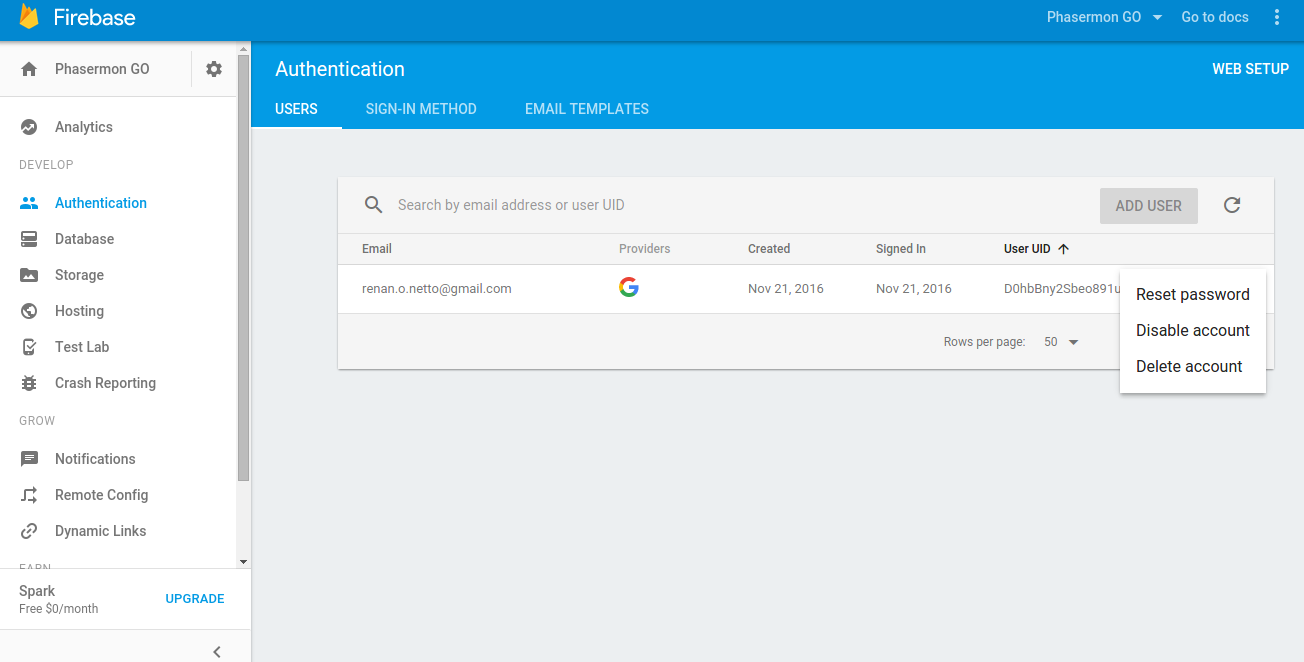 Firebase
Phasermon GO
Go to docs
Phasermon GO
Analytics
DEVELOP
Authentication
Database
Storage
Hosting
Test Lab
Crash Reporting
GROW
Notifications
Remote Config
Dynamic Links
EARN
Spark
Free $0/month
UPGRADE
Authentication
WEB SETUP
USERS
SIGN-IN METHOD
EMAIL TEMPLATES
Search by email address or user UID
ADD USER
Email
Providers
Created
Signed In
User UID
renan.o.netto@gmail.com
Nov 21, 2016
Nov 21, 2016
D0hbBny2Sbeo891u
Rows per page:
50
Reset password
Disable account
Delete account